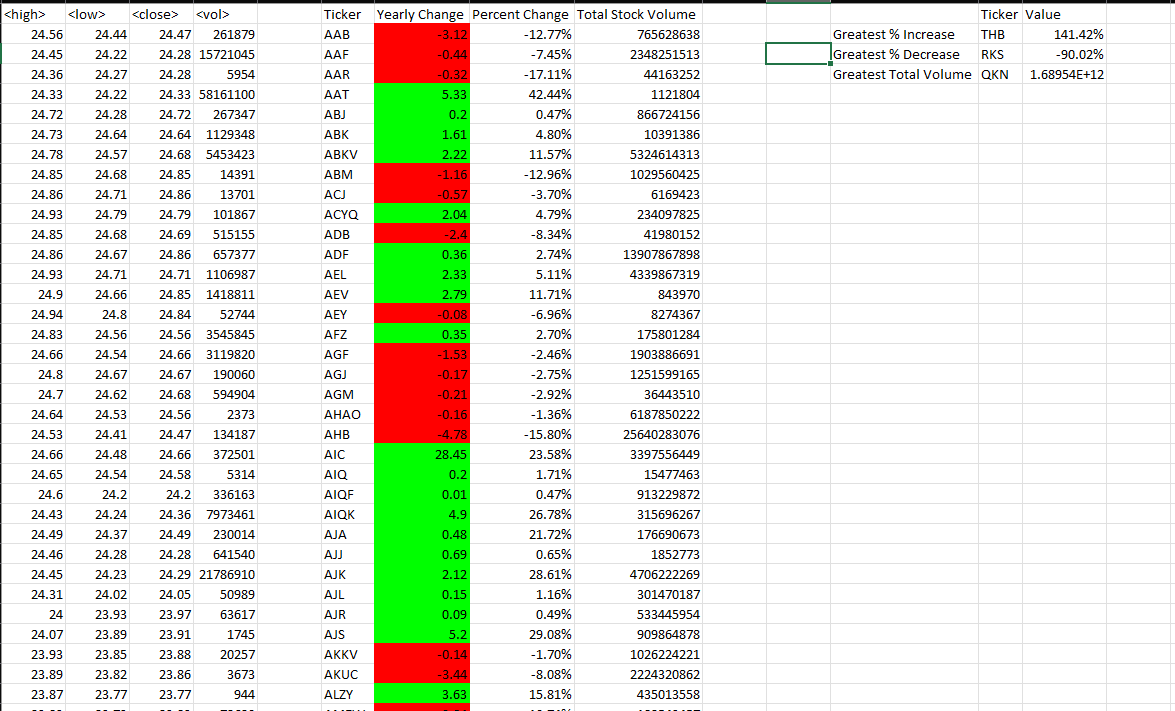 <high> <low> <close> <vol> Ticker Yearly Change Percent Change Total Stock Volume Ticker Value
24.56 24.44 24.47 261879 AAB -3.12 -12.77% 765628638 Greatest % Increase THB 141.42%
24.45 24.22 24.28 15721045 AAF -0.44 -7.45% 2348251513 Greatest % Decrease RKS -90.02%
24.36 24.27 24.28 5954 AAR -0.32 -17.11% 44163252 Greatest Total Volume QKN 1.68954E+12
24.33 24.22 24.33 58161100 AAT 5.33 42.44% 1121804
24.72 24.28 24.72 267347 ABJ 0.2 0.47% 866724156
24.73 24.64 24.64 1129348 ABK 1.61 4.80% 10391386
24.78 24.57 24.68 5453423 ABKV 2.22 11.57% 5324614313
24.85 24.68 24.85 14391 ABM -1.16 -12.96% 1029560425
24.86 24.71 24.86 13701 ACJ -0.57 -3.70% 6169423
24.93 24.79 24.79 101867 ACYQ 2.04 4.79% 234097825
24.85 24.68 24.69 515155 ADB -2.4 -8.34% 41980152
24.86 24.67 24.86 657377 ADF 0.36 2.74% 13907867898
24.93 24.71 24.71 1106987 AEL 2.33 5.11% 4339867319
24.9 24.66 24.85 1418811 AEV 2.79 11.71% 843970
24.94 24.8 24.84 52744 AEY -0.08 -6.96% 8274367
24.83 24.56 24.56 3545845 AFZ 0.35 2.70% 175801284
24.66 24.54 24.66 3119820 AGF -1.53 -2.46% 1903886691
24.8 24.67 24.67 190060 AGJ -0.17 -2.75% 1251599165
24.7 24.62 24.68 594904 AGM -0.21 -2.92% 36443510
24.64 24.53 24.56 2373 AHAO -0.16 -1.36% 6187850222
24.53 24.41 24.47 134187 AHB -4.78 -15.80% 25640283076
24.66 24.48 24.66 372501 AIC 28.45 23.58% 3397556449
24.65 24.54 24.58 5314 AIQ 0.2 1.71% 15477463
24.6 24.2 24.2 336163 AIQF 0.01 0.47% 913229872
24.43 24.24 24.36 7973461 AIQK 4.9 26.78% 315696267
24.49 24.37 24.49 230014 AJA 0.48 21.72% 176690673
24.46 24.28 24.28 641540 AJJ 0.69 0.65% 1852773
24.45 24.23 24.29 21786910 AJK 2.12 28.61% 4706222269
24.31 24.02 24.05 50989 AJL 0.15 1.16% 301470187
24 23.93 23.97 63617 AJR 0.09 0.49% 533445954
24.07 23.89 23.91 1745 AJS 5.2 29.08% 909864878
23.93 23.85 23.88 20257 AKKV -0.14 -1.70% 1026224221
23.89 23.82 23.86 3673 AKUC -3.44 -8.08% 2224320862
23.87 23.77 23.77 944 ALZY 3.63 15.81% 435013558